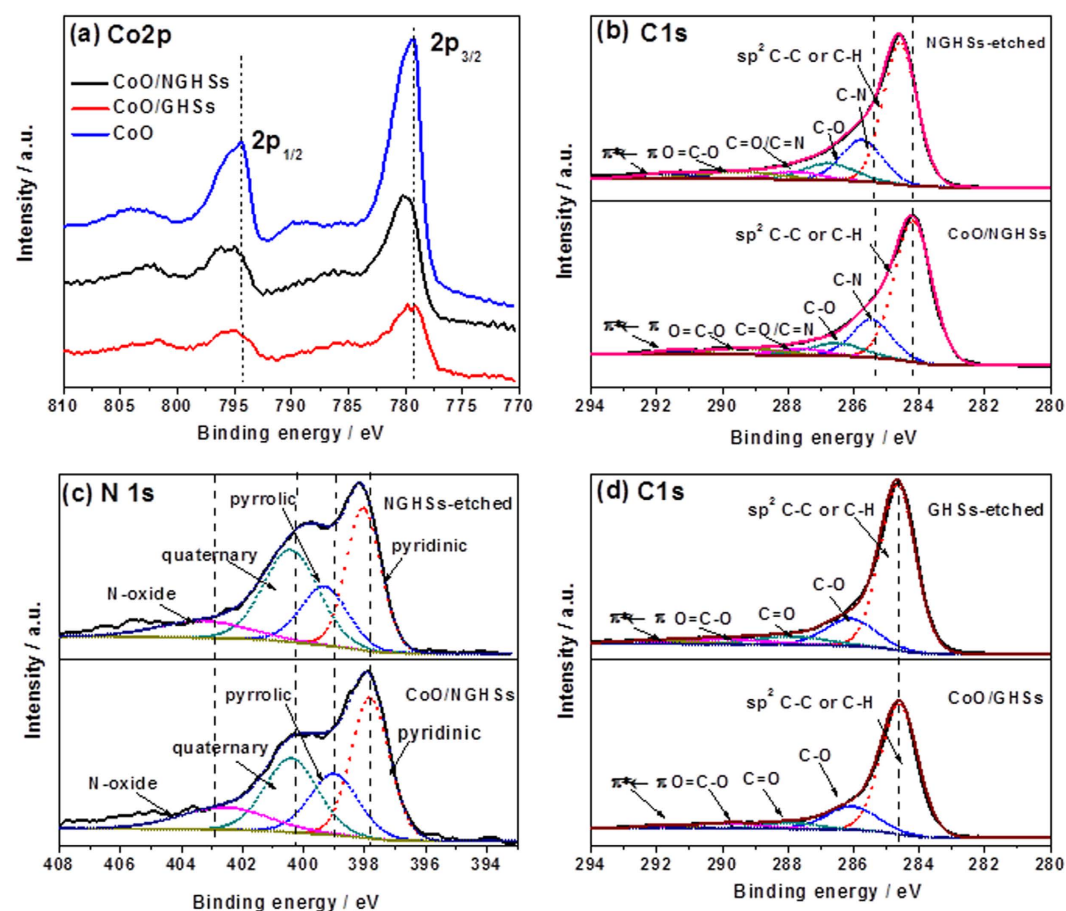 (a) Co2p
2p3/2
CoO/NGHSs
CoO/GHSs
CoO
2p1/2
Intensity / a.u.
810 805 800 795 790 785 780 775 770
Binding energy / eV
(b) C1s
NGHSs-etched
sp2 C-C or C-H
C-N
C-O
C=O/C=N
π*← π O=C-O
CoO/NGHSs
sp2 C-C or C-H
C-N
C-O
C=O/C=N
π*← π O=C-O
Intensity / a.u.
294 292 290 288 286 284 282 280
Binding energy / eV
(c) N 1s
NGHSs-etched
pyrrolic
quaternary
pyridinic
N-oxide
CoO/NGHSs
pyrrolic
quaternary
pyridinic
N-oxide
Intensity / a.u.
408 406 404 402 400 398 396 394
Binding energy / eV
(d) C1s
GHSs-etched
sp2 C-C or C-H
C-O
C=O
π*← π O=C-O
CoO/GHSs
sp2 C-C or C-H
C-O
C=O
π*← π O=C-O
Intensity / a.u.
294 292 290 288 286 284 282 280
Binding energy / eV